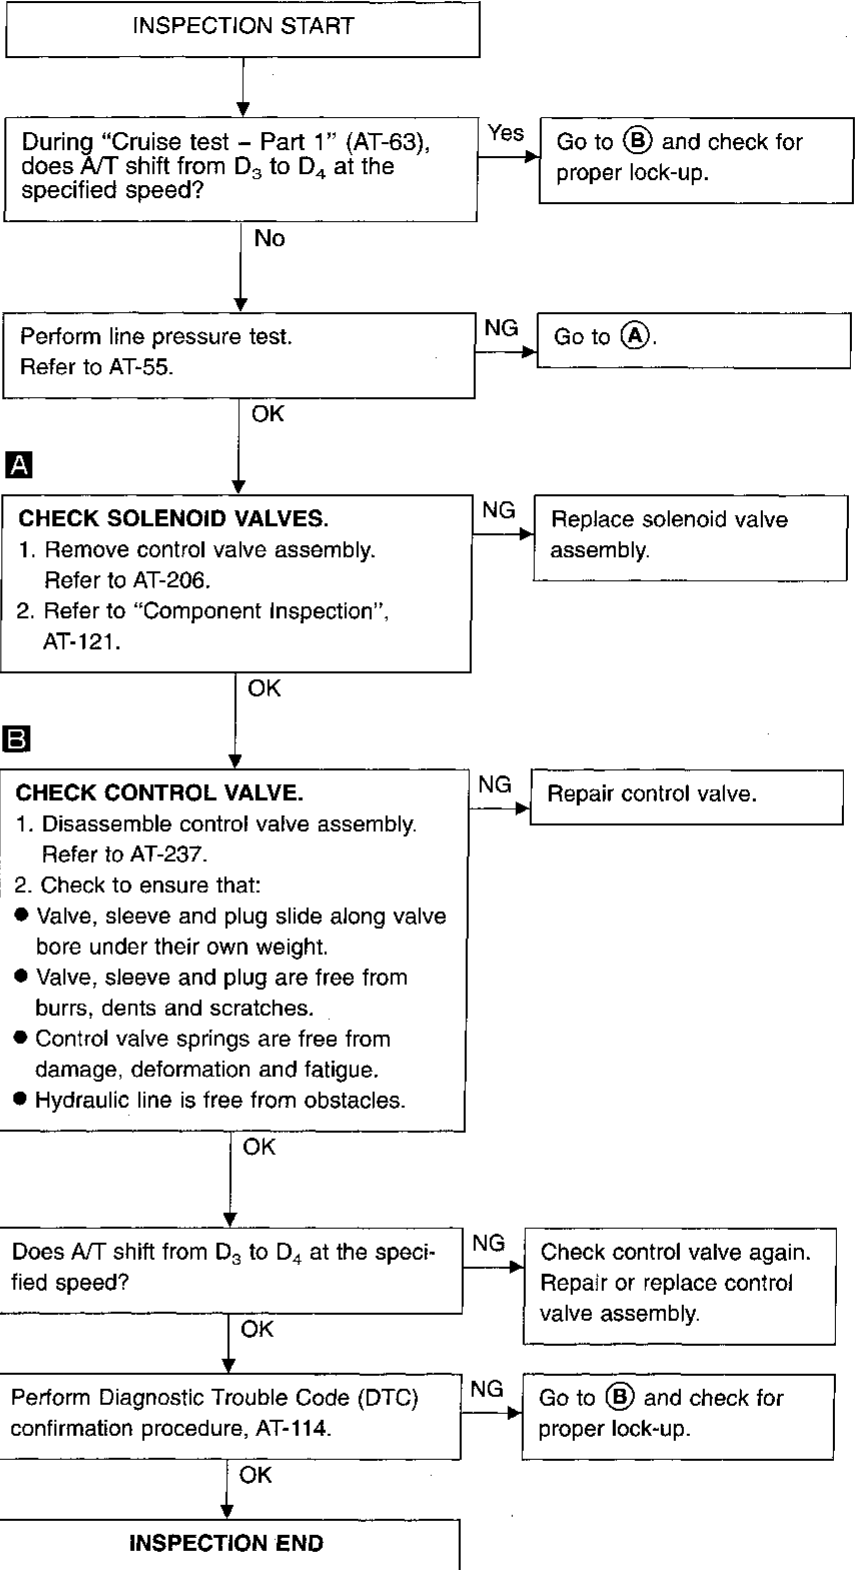 INSPECTION START
During “Cruise test – Part 1” (AT-63),
does A/T shift from D3 to D4 at the
specified speed?
Yes
Go to Ⓑ and check for
proper lock-up.
No
Perform line pressure test.
Refer to AT-55.
NG
Go to Ⓐ.
OK
A
CHECK SOLENOID VALVES.
1. Remove control valve assembly.
Refer to AT-206.
2. Refer to “Component Inspection”,
AT-121.
NG
Replace solenoid valve
assembly.
OK
B
CHECK CONTROL VALVE.
1. Disassemble control valve assembly.
Refer to AT-237.
2. Check to ensure that:
● Valve, sleeve and plug slide along valve
bore under their own weight.
● Valve, sleeve and plug are free from
burrs, dents and scratches.
● Control valve springs are free from
damage, deformation and fatigue.
● Hydraulic line is free from obstacles.
NG
Repair control valve.
OK
Does A/T shift from D3 to D4 at the speci-
fied speed?
NG
Check control valve again.
Repair or replace control
valve assembly.
OK
Perform Diagnostic Trouble Code (DTC)
confirmation procedure, AT-114.
NG
Go to Ⓑ and check for
proper lock-up.
OK
INSPECTION END